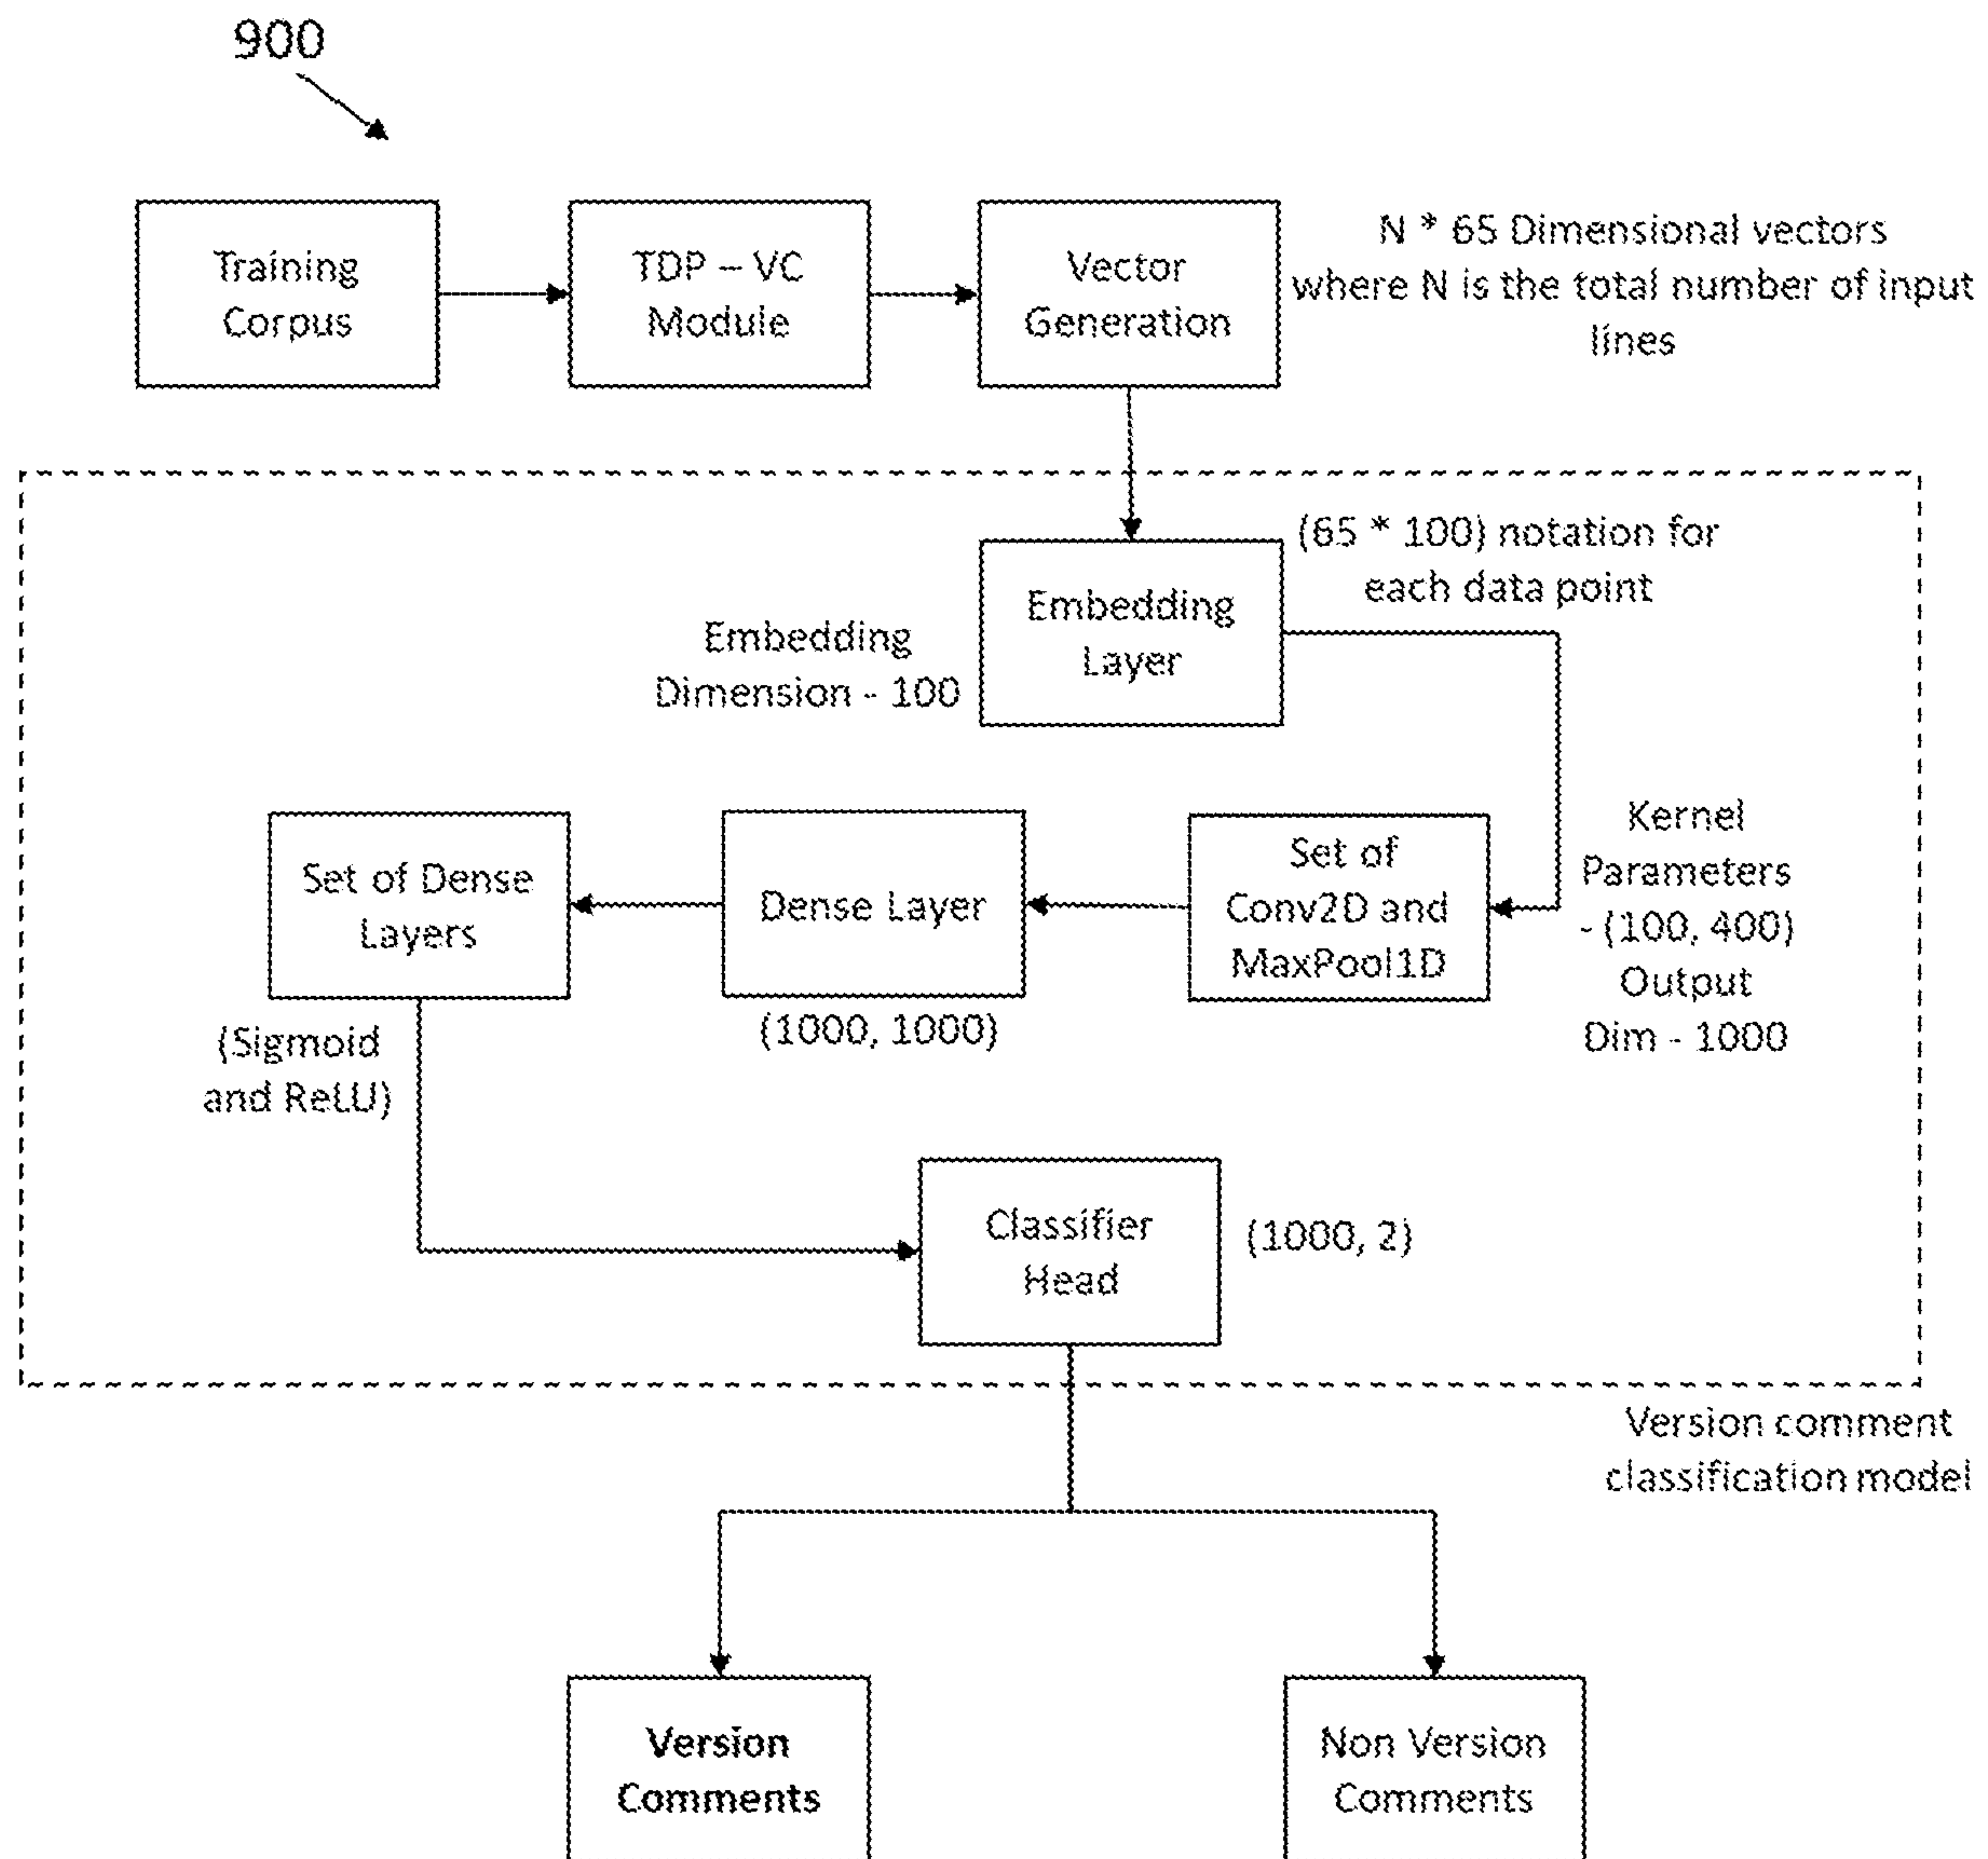 900
Training
Corpus
TDP – VC
Module
Vector
Generation
N * 65 Dimensional vectors
where N is the total number of input
lines
(65 * 100) notation for
each data point
Embedding
Layer
Embedding
Dimension - 100
Kernel
Parameters
- (100, 400)
Output
Dim - 1000
Set of
Conv2D and
MaxPool1D
Dense Layer
(1000, 1000)
Set of Dense
Layers
(Sigmoid
and ReLU)
Classifier
Head
(1000, 2)
Version comment
classification model
Version
Comments
Non Version
Comments